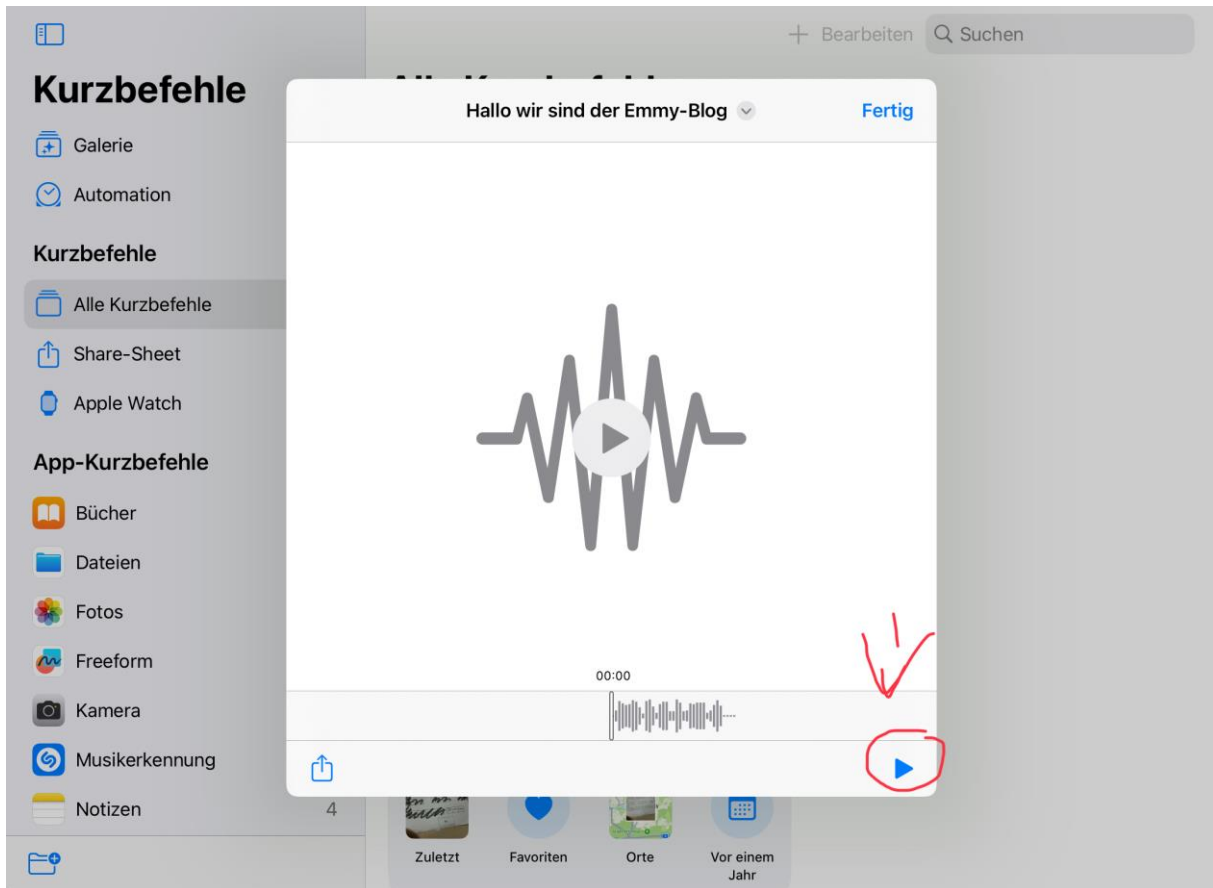 + Bearbeiten
Suchen
Kurzbefehle
Galerie
Automation
Kurzbefehle
Alle Kurzbefehle
Share-Sheet
Apple Watch
App-Kurzbefehle
Bücher
Dateien
Fotos
Freeform
Kamera
Musikerkennung
Notizen 4
Hallo wir sind der Emmy-Blog
Fertig
00:00
Zuletzt
Favoriten
Orte
Vor einem
Jahr